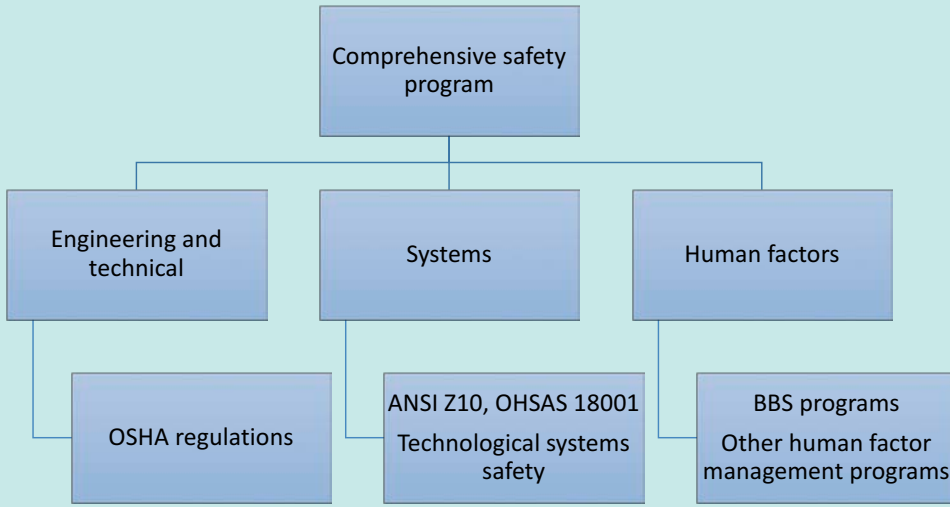 Comprehensive safety
program
Engineering and
technical
Systems
Human factors
OSHA regulations
ANSI Z10, OHSAS 18001
Technological systems
safety
BBS programs
Other human factor
management programs